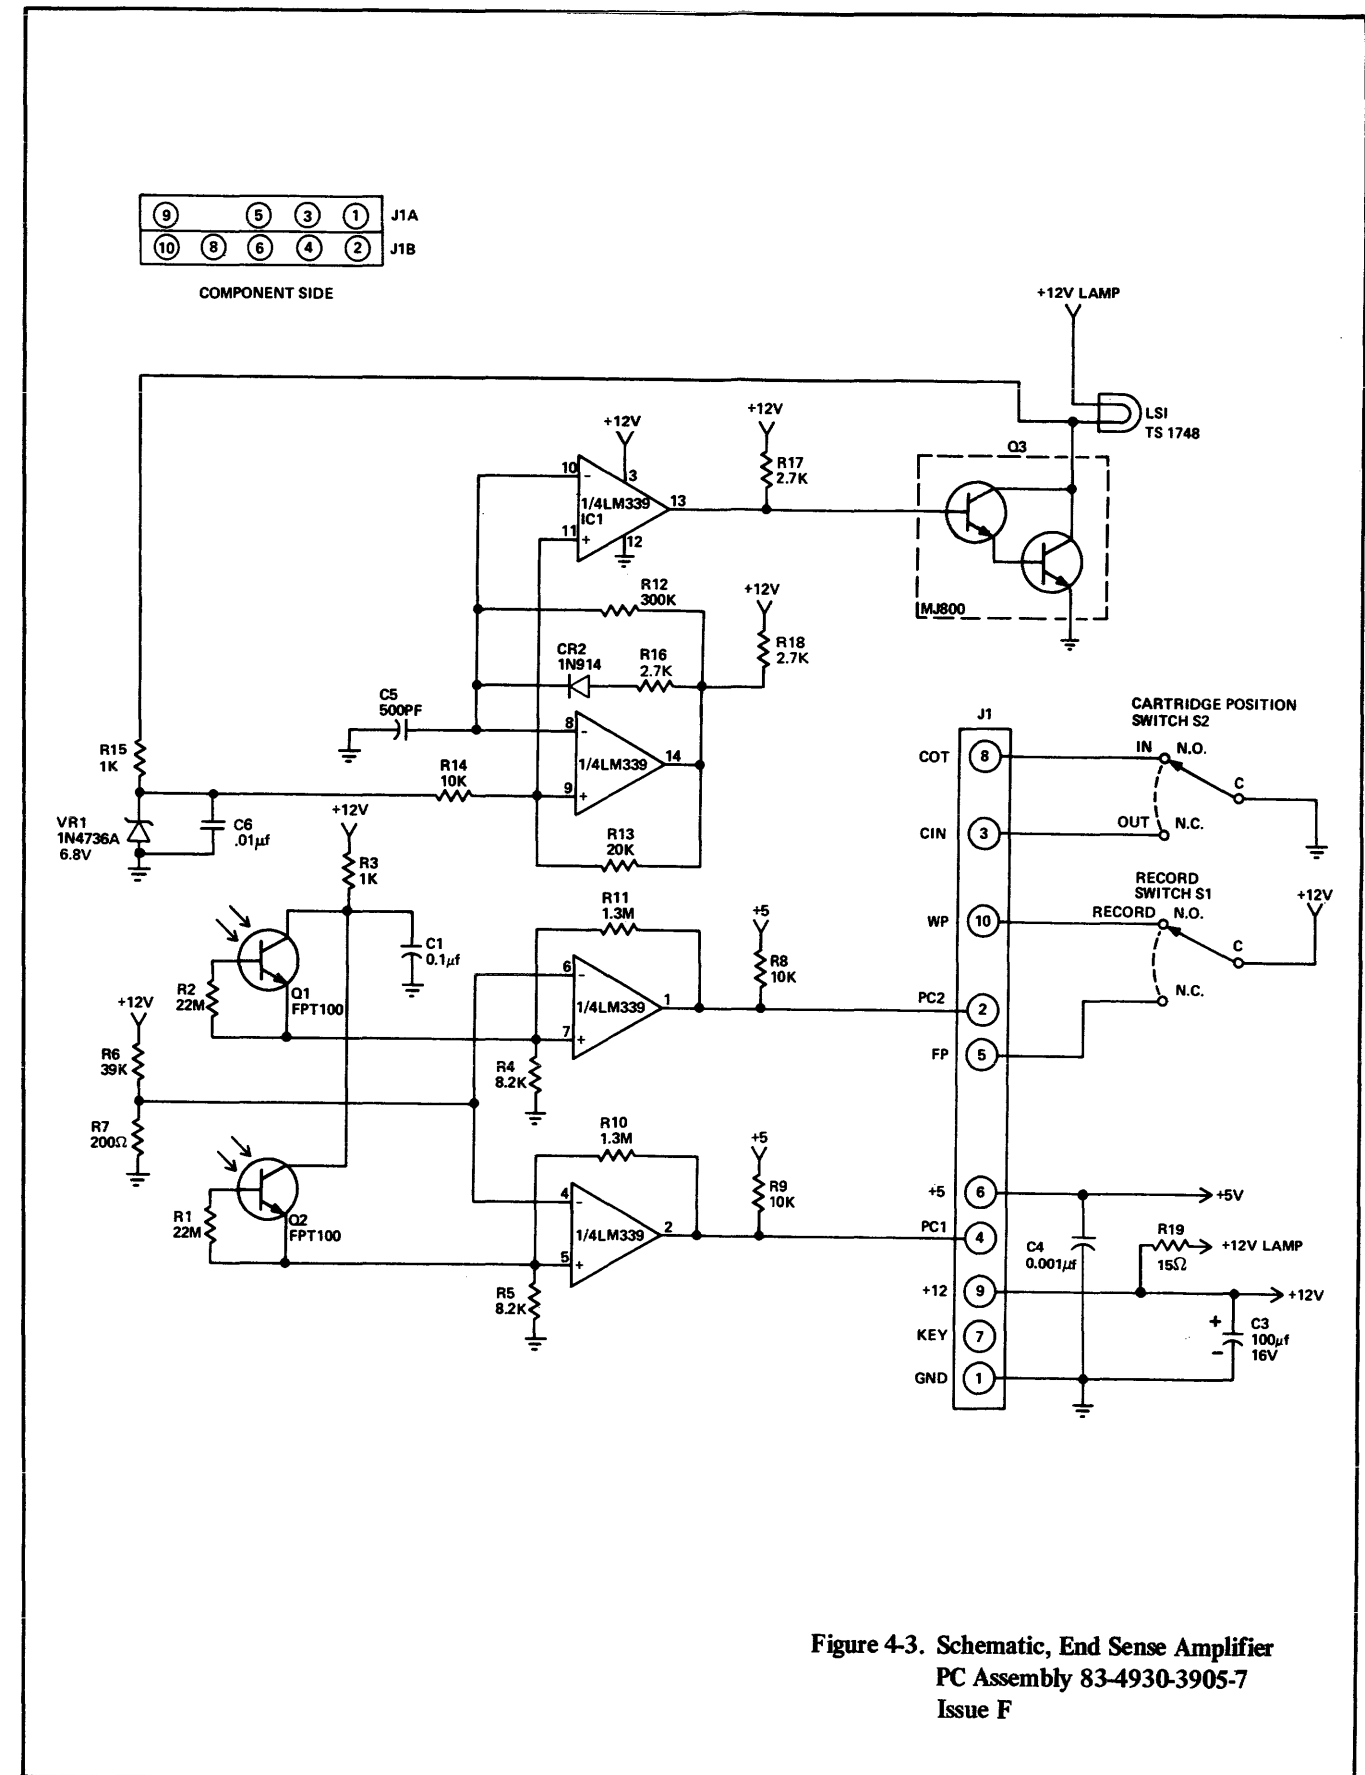 9 5 3 1 J1A
10 8 6 4 2 J1B
COMPONENT SIDE
+12V LAMP
LSI
TS 1748
+12V
+12V
R17
2.7K
Q3
10
-
3
1/4LM339
IC1
13
11
+
12
MJ800
R12
300K
+12V
R18
2.7K
CR2
1N914
R16
2.7K
C5
500PF
8
-
1/4LM339
14
9
+
R15
1K
R14
10K
VR1
1N4736A
6.8V
C6
.01µf
+12V
R3
1K
R13
20K
R11
1.3M
+5
R8
10K
C1
0.1µf
Q1
FPT100
R2
22M
6
-
1/4LM339
1
7
+
+12V
R6
39K
R4
8.2K
R7
200Ω
R10
1.3M
+5
R9
10K
R1
22M
Q2
FPT100
4
-
1/4LM339
2
5
+
R5
8.2K
J1
COT 8
CIN 3
WP 10
PC2 2
FP 5
+5 6
PC1 4
+12 9
KEY 7
GND 1
CARTRIDGE POSITION
SWITCH S2
IN N.O.
C
OUT N.C.
RECORD
SWITCH S1
RECORD N.O.
+12V
C
N.C.
+5V
R19
15Ω
+12V LAMP
C4
0.001µf
+12V
+
-
C3
100µf
16V
Figure 4-3. Schematic, End Sense Amplifier
PC Assembly 83-4930-3905-7
Issue F